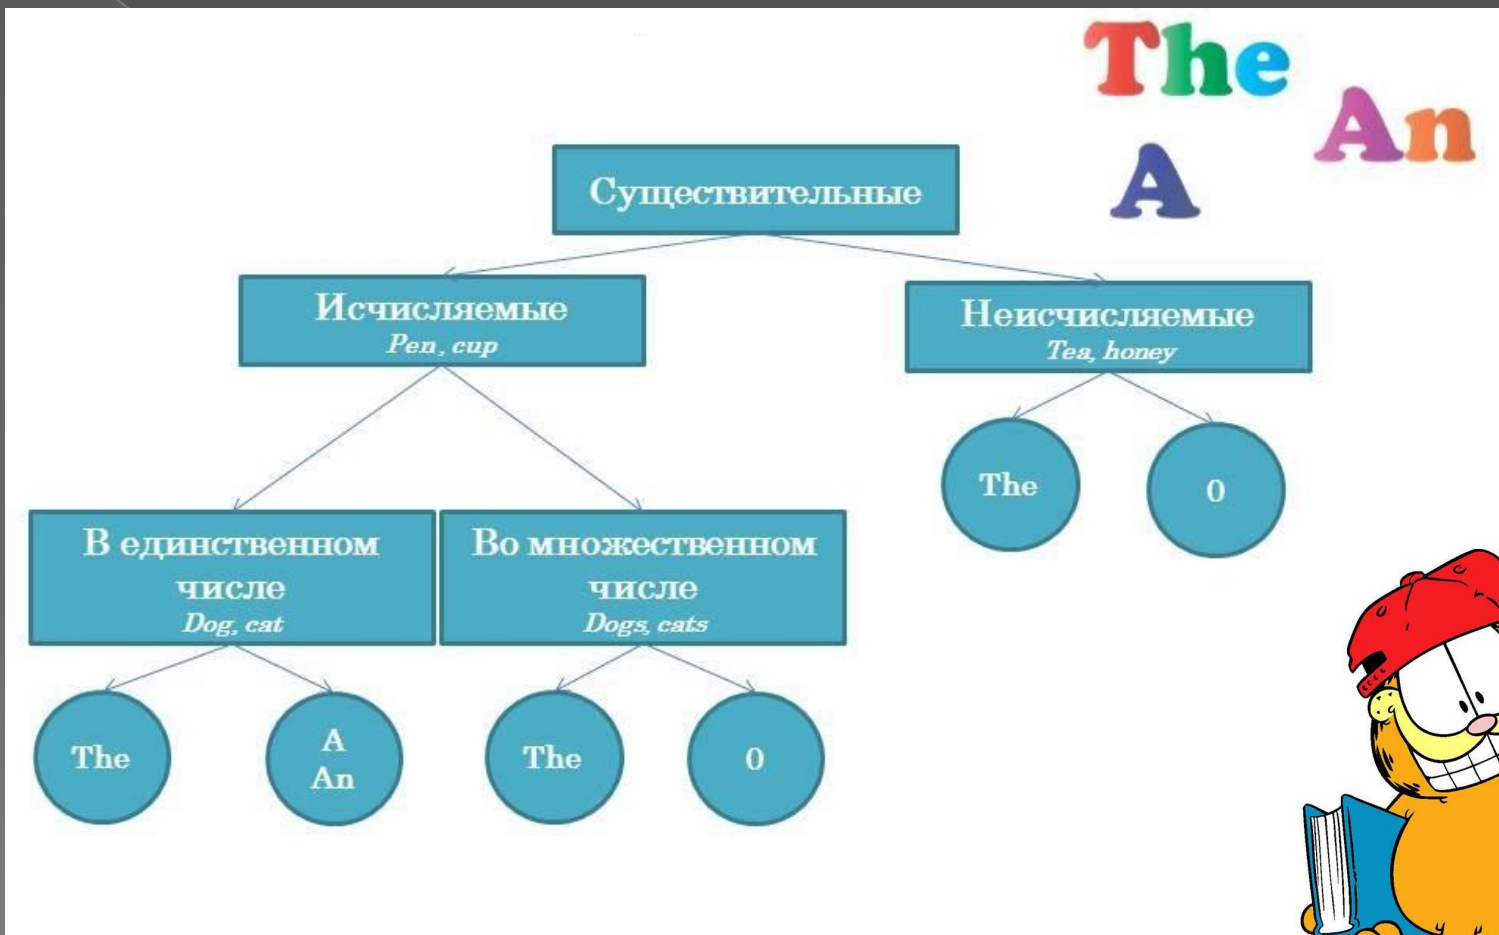 The
An
A
Существительные
Исчисляемые
Pen, cup
Неисчисляемые
Tea, honey
The
0
В единственном
числе
Dog, cat
Во множественном
числе
Dogs, cats
The
A
An
The
0